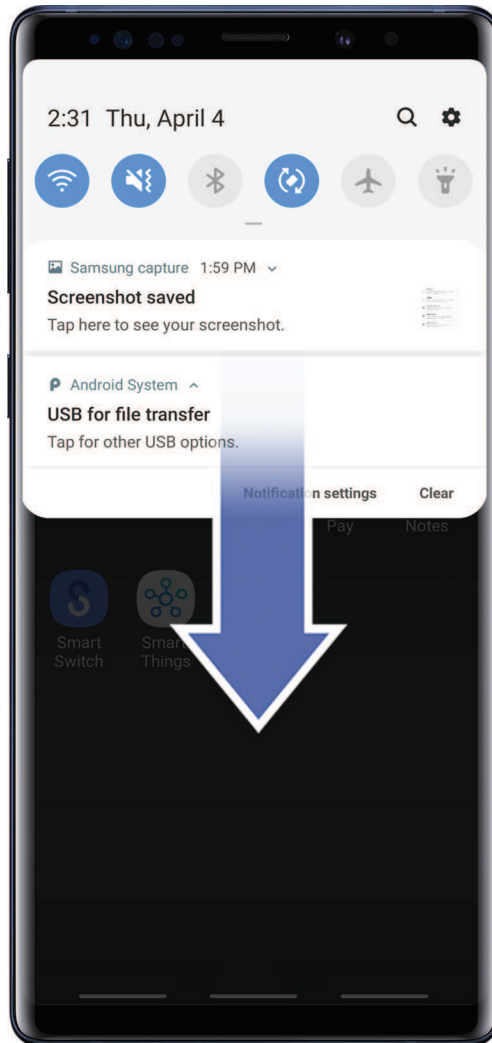 2:31 Thu, April 4
Samsung capture 1:59 PM
Screenshot saved
Tap here to see your screenshot.
Android System
USB for file transfer
Tap for other USB options.
Notification settings Clear
Pay Notes
Smart Switch
Smart Things